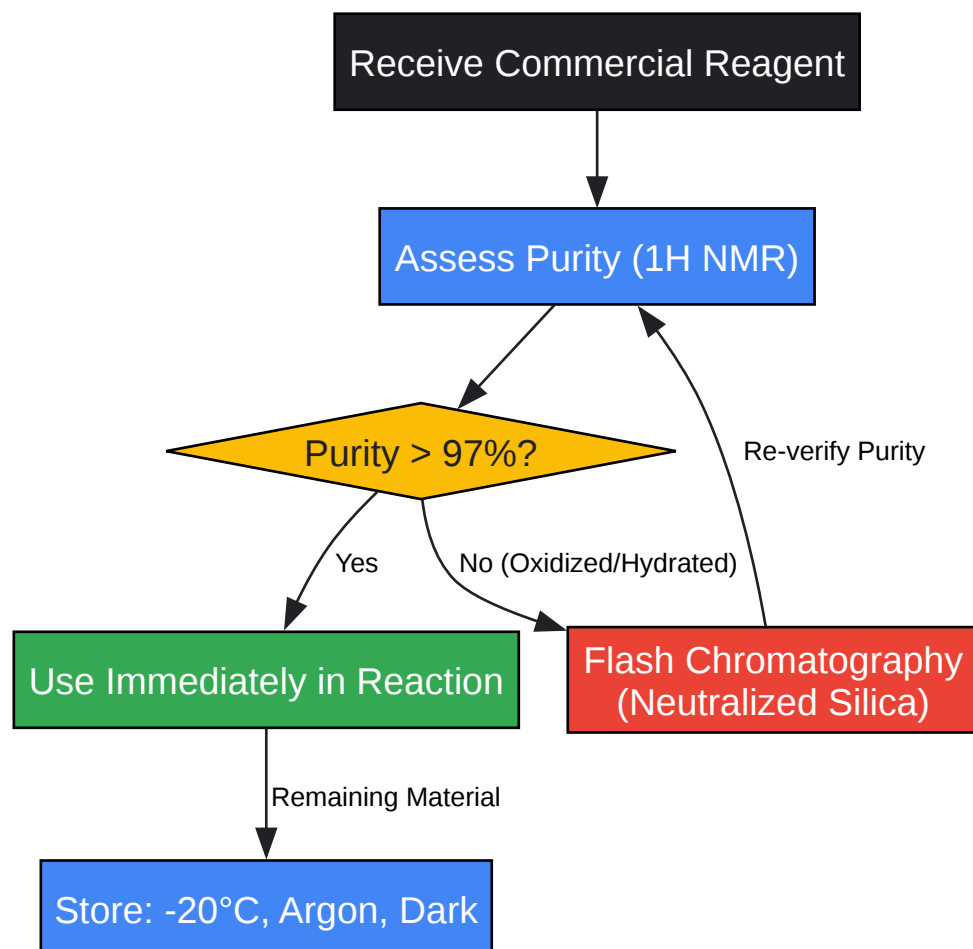 Receive Commercial Reagent
Assess Purity (1H NMR)
Purity > 97%?
Re-verify Purity
Yes
No (Oxidized/Hydrated)
Use Immediately in Reaction
Flash Chromatography
(Neutralized Silica)
Remaining Material
Store: -20°C, Argon, Dark